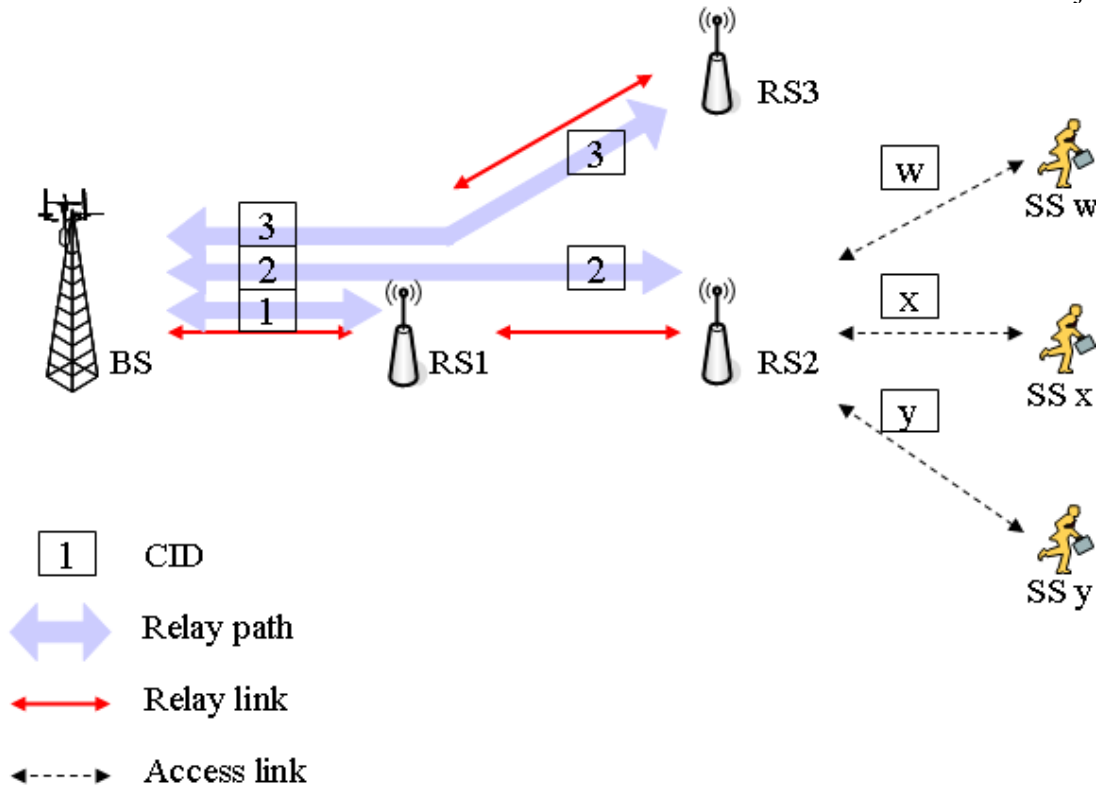 RS3
3
w
SS w
3
2
2
x
1
BS
RS1
RS2
SS x
y
1
CID
SS y
Relay path
Relay link
Access link